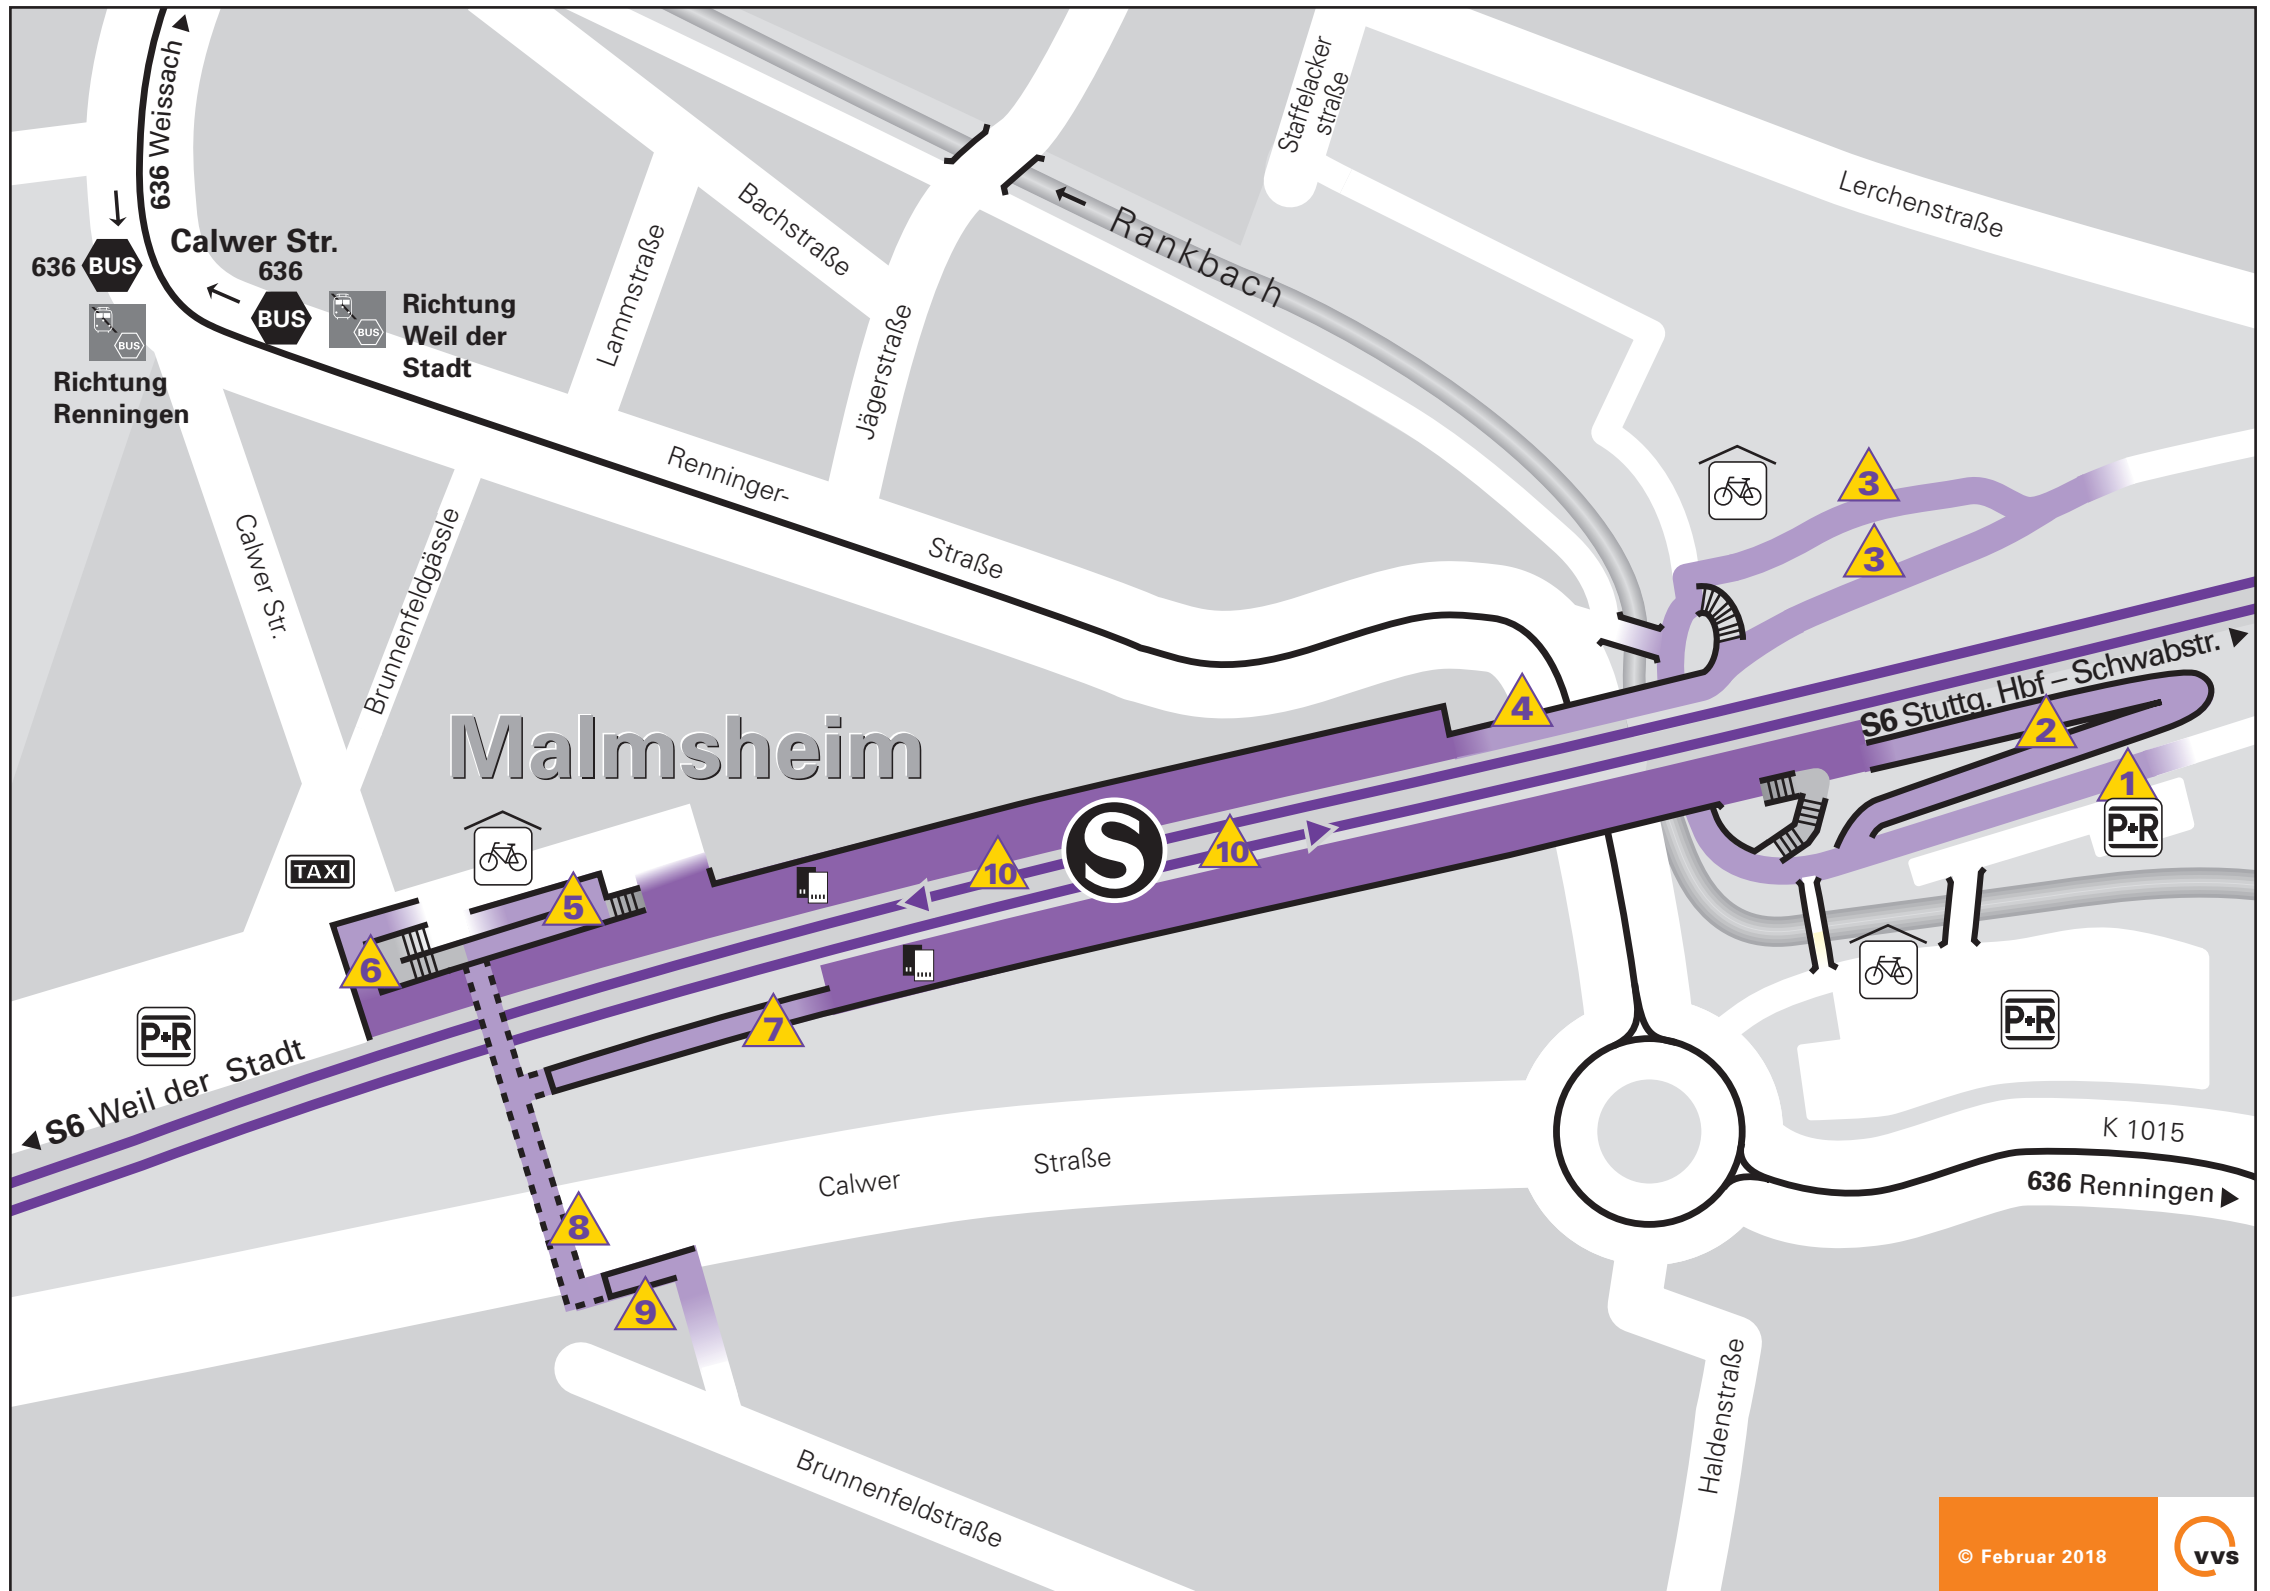 636 Weissach
Staffelacker
straße
Lerchenstraße
Bachstraße
Rankbach
Calwer Str.
636
636
BUS
BUS
BUS
BUS
Richtung
Weil der
Stadt
Richtung
Renningen
Lammstraße
Jägerstraße
Renninger-
Straße
Calwer Str.
Brunnenfeldgässle
3
3
Malmsheim
4
S6 Stuttg. Hbf – Schwabstr.
2
1
P+R
TAXI
5
10
S
10
6
P+R
7
P+R
S6 Weil der Stadt
K 1015
636 Renningen
Calwer
Straße
8
9
Haldenstraße
Brunnenfeldstraße
© Februar 2018
vvs